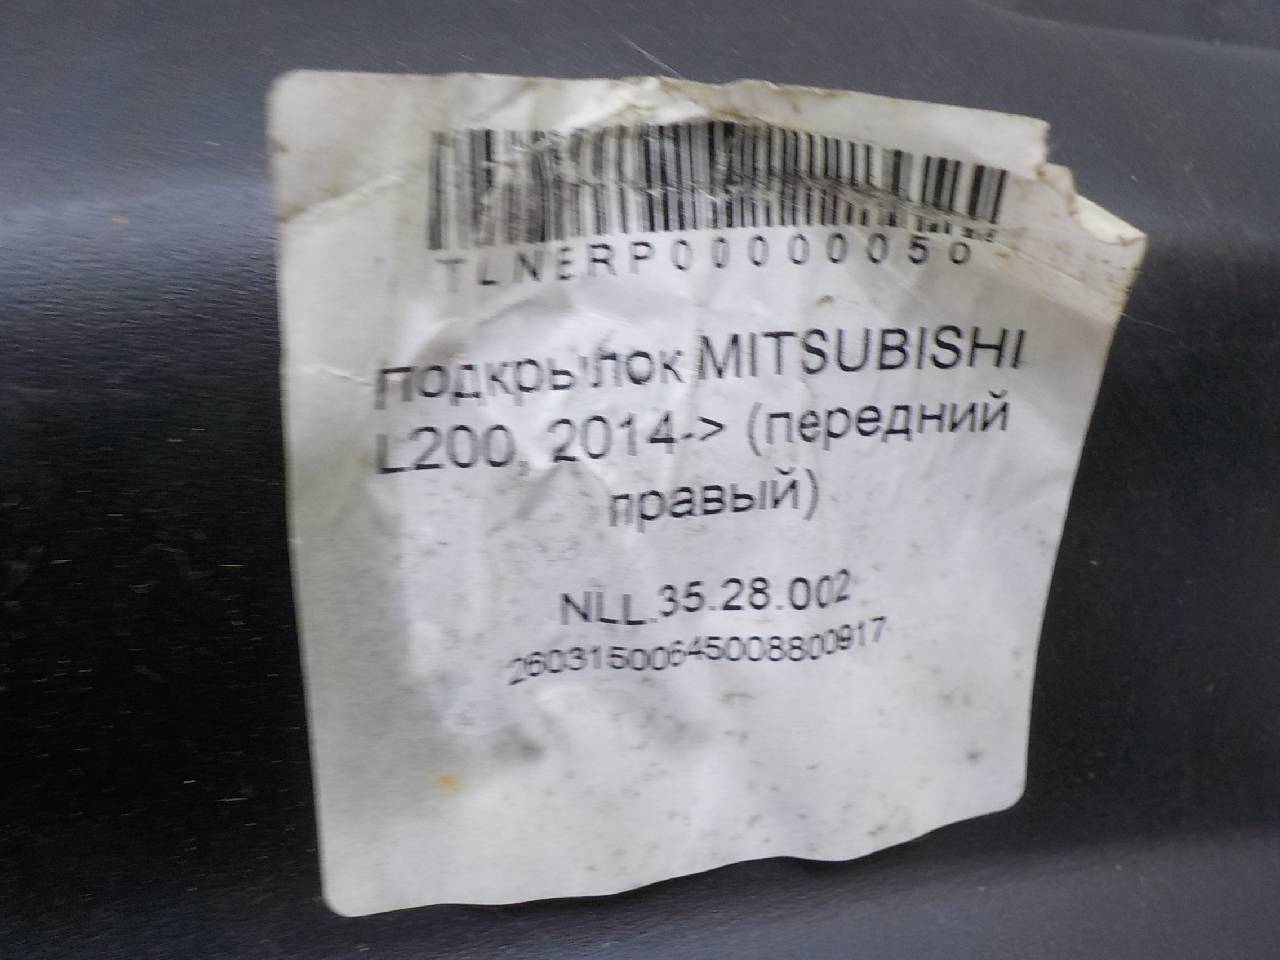 TLNERP00000050
подкрылок MITSUBISHI
L200, 2014-> (передний
правый)
NLL.35.28.002
26031500645008800917